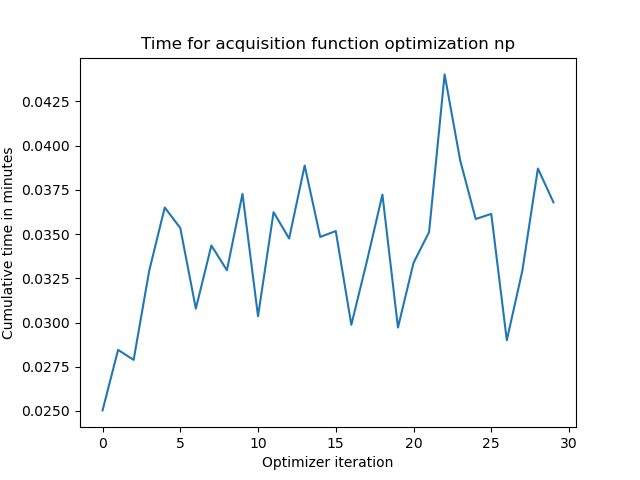 Time for acquisition function optimization np
Cumulative time in minutes
0.0425
0.0400
0.0375
0.0350
0.0325
0.0300
0.0275
0.0250
0 5 10 15 20 25 30
Optimizer iteration